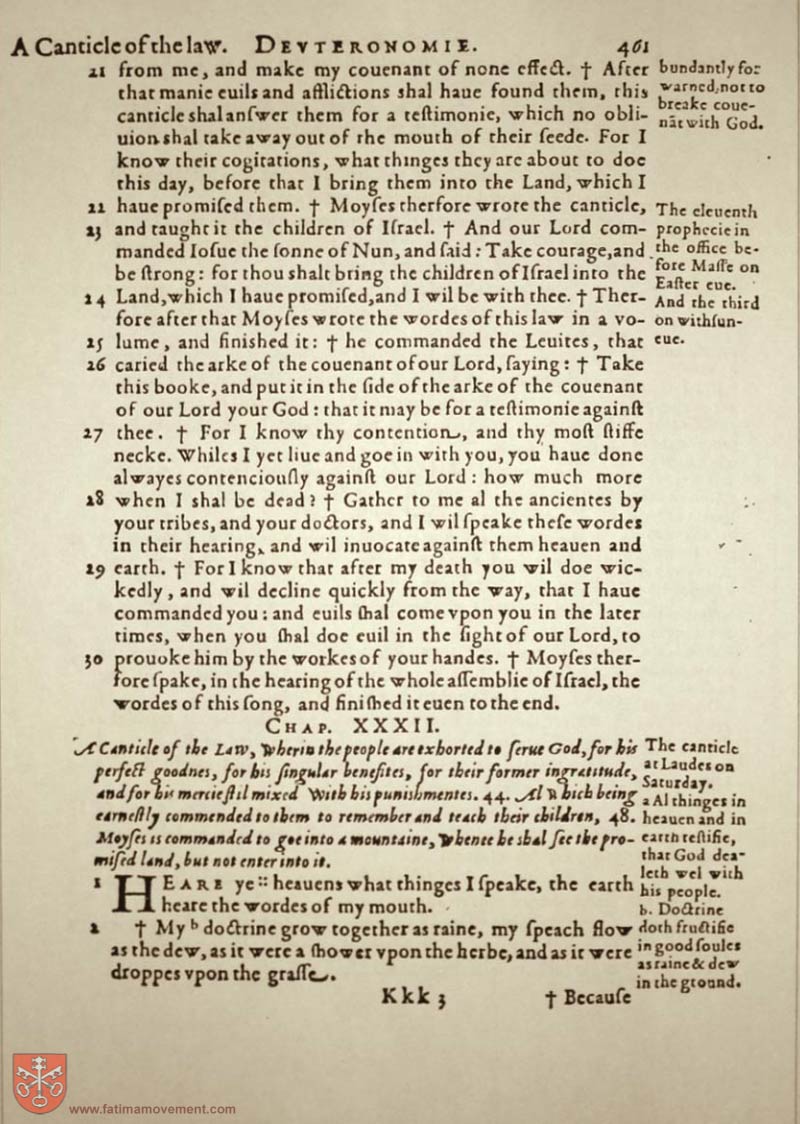 A Canticle of the law. DEVTERONOMIE. 461
21 from me, and make my couenant of none effect. † After
that manie euils and afflictions shal haue found them, this
canticle shal anſwer them for a teſtimonie, which no obli-
uion shal take away out of the mouth of their ſeede. For I
know their cogitations, what thinges they are about to doe
this day, before that I bring them into the Land, which I
22 haue promiſed them. † Moyſes therfore wrote the canticle,
23 and taught it the children of Iſrael. † And our Lord com-
manded Ioſue the ſonne of Nun, and ſaid: Take courage, and
be ſtrong: for thou shalt bring the children of Iſrael into the
24 Land, which I haue promiſed, and I wil be with thee. † Ther-
fore after that Moyſes wrote the wordes of this law in a vo-
25 lume, and finished it: † he commanded the Leuites, that
26 caried the arke of the couenant of our Lord, ſaying: † Take
this booke, and put it in the ſide of the arke of the couenant
of our Lord your God: that it may be for a teſtimonie againſt
27 thee. † For I know thy contention, and thy moſt ſtiffe
necke. Whiles I yet liue and goe in with you, you haue done
alwayes contenciouſly againſt our Lord: how much more
28 when I shal be dead? † Gather to me al the ancientes by
your tribes, and your doctors, and I wil ſpeake theſe wordes
in their hearing, and wil inuocate againſt them heauen and
29 earth. † For I know that after my death you wil doe wic-
kedly, and wil decline quickly from the way, that I haue
commanded you: and euils ſhal come vpon you in the later
times, when you ſhal doe euil in the ſight of our Lord, to
30 prouoke him by the workes of your handes. † Moyſes ther-
fore ſpake, in the hearing of the whole aſſemblie of Iſrael, the
wordes of this ſong, and finiſhed it euen to the end.
bundantly for
warned, not to
breake coue-
nāt with God.
The eleuenth
prophecie in
the office be-
fore Maſſe on
Eaſter eue.
And the third
on withſun-
eue.
CHAP. XXXII.
A Canticle of the Law, wherin the people are exhorted to ſerue God, for his
perfect goodnes, for his ſingular benefites, for their former ingratitude,
and for his mercie ſtil mixed with his punishmentes. 44. Al which being
earneſtly commended to them to remember and teach their children, 48.
Moyſes is commanded to goe into a mountaine, whence he shal ſee the pro-
miſed land, but not enter into it.
1 HEARE ye :: heauens what thinges I ſpeake, the earth
heare the wordes of my mouth.
2 † My b doctrine grow together as raine, my ſpeach flow
as the dew, as it were a ſhower vpon the herbe, and as it were
droppes vpon the graſſe.
The canticle
at Laudes on
Saturday.
a Al thinges in
heauen and in
earth teſtifie,
that God dea-
leth wel with
his people.
b. Doctrine
doth fructifie
in good ſoules
as raine & dew
in the ground.
Kkk 3 † Becauſe
www.fatimamovement.com